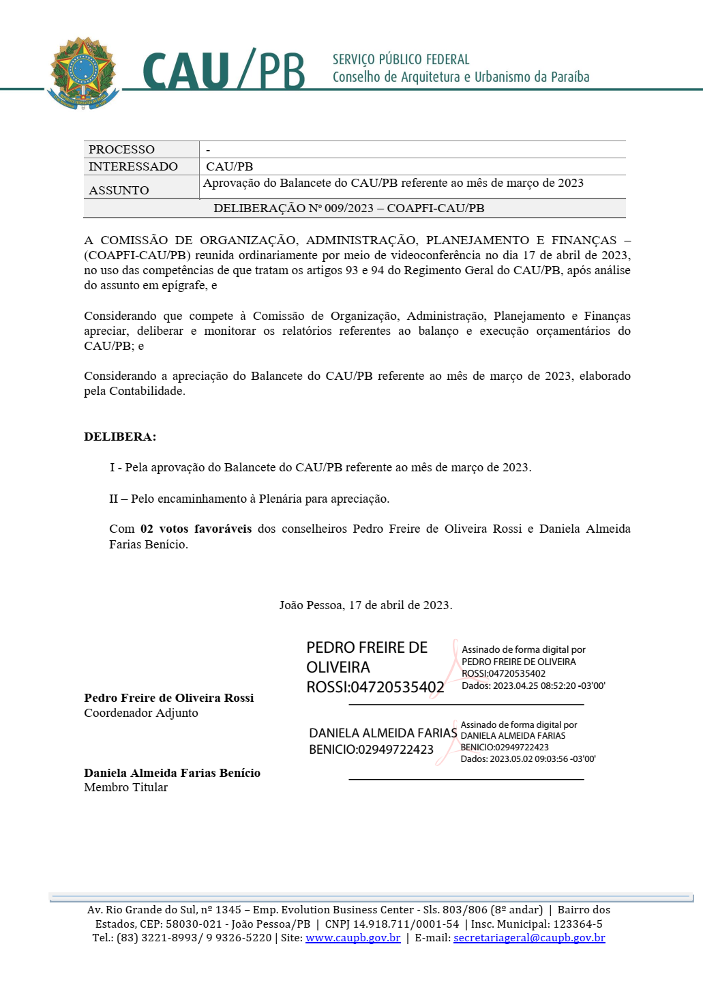 CAU/PB
SERVIÇO PÚBLICO FEDERAL
Conselho de Arquitetura e Urbanismo da Paraíba
PROCESSO -
INTERESSADO CAU/PB
ASSUNTO Aprovação do Balancete do CAU/PB referente ao mês de março de 2023
DELIBERAÇÃO Nº 009/2023 – COAPFI-CAU/PB
A COMISSÃO DE ORGANIZAÇÃO, ADMINISTRAÇÃO, PLANEJAMENTO E FINANÇAS –
(COAPFI-CAU/PB) reunida ordinariamente por meio de videoconferência no dia 17 de abril de 2023,
no uso das competências de que tratam os artigos 93 e 94 do Regimento Geral do CAU/PB, após análise
do assunto em epígrafe, e
Considerando que compete à Comissão de Organização, Administração, Planejamento e Finanças
apreciar, deliberar e monitorar os relatórios referentes ao balanço e execução orçamentários do
CAU/PB; e
Considerando a apreciação do Balancete do CAU/PB referente ao mês de março de 2023, elaborado
pela Contabilidade.
DELIBERA:
I - Pela aprovação do Balancete do CAU/PB referente ao mês de março de 2023.
II – Pelo encaminhamento à Plenária para apreciação.
Com 02 votos favoráveis dos conselheiros Pedro Freire de Oliveira Rossi e Daniela Almeida
Farias Benício.
João Pessoa, 17 de abril de 2023.
PEDRO FREIRE DE
OLIVEIRA
ROSSI:04720535402
Assinado de forma digital por
PEDRO FREIRE DE OLIVEIRA
ROSSI:04720535402
Dados: 2023.04.25 08:52:20 -03'00'
Pedro Freire de Oliveira Rossi
Coordenador Adjunto
DANIELA ALMEIDA FARIAS
BENICIO:02949722423
Assinado de forma digital por
DANIELA ALMEIDA FARIAS
BENICIO:02949722423
Dados: 2023.05.02 09:03:56 -03'00'
Daniela Almeida Farias Benício
Membro Titular
Av. Rio Grande do Sul, nº 1345 – Emp. Evolution Business Center - Sls. 803/806 (8º andar) | Bairro dos
Estados, CEP: 58030-021 - João Pessoa/PB | CNPJ 14.918.711/0001-54 | Insc. Municipal: 123364-5
Tel.: (83) 3221-8993/ 9 9326-5220 | Site: www.caupb.gov.br | E-mail: secretariageral@caupb.gov.br